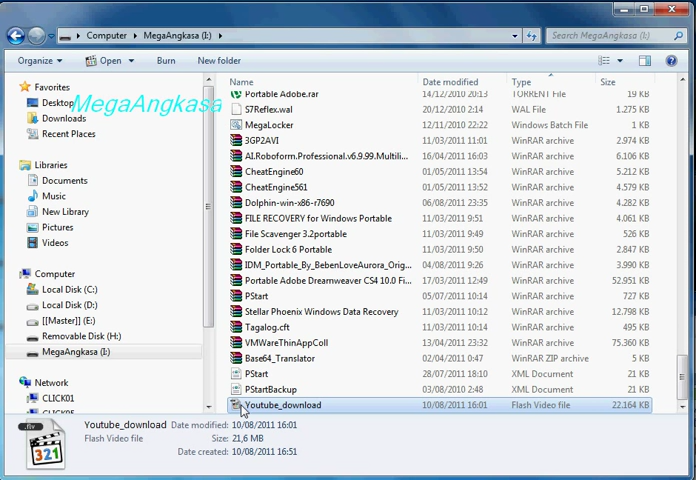 Computer ▸ MegaAngkasa (I:) ▸
Search MegaAngkasa (I:)
Organize Open Burn New folder
Favorites
Desktop
Downloads
Recent Places
Libraries
Documents
Music
New Library
Pictures
Videos
Computer
Local Disk (C:)
Local Disk (D:)
[[Master]] (E:)
Removable Disk (H:)
MegaAngkasa (I:)
Network
CLICK01
CLICK05
MegaAngkasa
Name Date modified Type Size
Portable Adobe.rar 14/12/2010 20:13 TORRENT File 19 KB
S7Reflex.wal 20/12/2010 2:14 WAL File 1.275 KB
MegaLocker 12/11/2010 22:22 Windows Batch File 1 KB
3GP2AVI 11/03/2011 11:01 WinRAR archive 2.974 KB
AI.Roboform.Professional.v6.9.99.Multili... 16/04/2011 16:03 WinRAR archive 6.106 KB
CheatEngine60 01/05/2011 13:54 WinRAR archive 5.212 KB
CheatEngine561 01/05/2011 13:52 WinRAR archive 4.579 KB
Dolphin-win-x86-r7690 06/08/2011 23:35 WinRAR archive 4.282 KB
FILE RECOVERY for Windows Portable 11/03/2011 9:51 WinRAR archive 4.061 KB
File Scavenger 3.2portable 11/03/2011 9:49 WinRAR archive 526 KB
Folder Lock 6 Portable 11/03/2011 9:50 WinRAR archive 2.847 KB
IDM_Portable_By_BebenLoveAurora_Orig... 04/08/2011 9:26 WinRAR archive 3.990 KB
Portable Adobe Dreamweaver CS4 10.0 Fi... 17/03/2011 12:49 WinRAR archive 52.951 KB
PStart 05/07/2011 10:14 WinRAR archive 727 KB
Stellar Phoenix Windows Data Recovery 11/03/2011 10:12 WinRAR archive 12.798 KB
Tagalog.cft 11/03/2011 10:14 WinRAR archive 495 KB
VMWareThinAppColl 13/04/2011 23:32 WinRAR archive 75.360 KB
Base64_Translator 02/04/2011 0:47 WinRAR ZIP archive 5 KB
PStart 28/07/2011 18:10 XML Document 21 KB
PStartBackup 03/08/2010 2:48 XML Document 21 KB
Youtube_download 10/08/2011 16:01 Flash Video file 22.164 KB
.flv
321
Youtube_download Date modified: 10/08/2011 16:01
Flash Video file Size: 21,6 MB
Date created: 10/08/2011 16:51